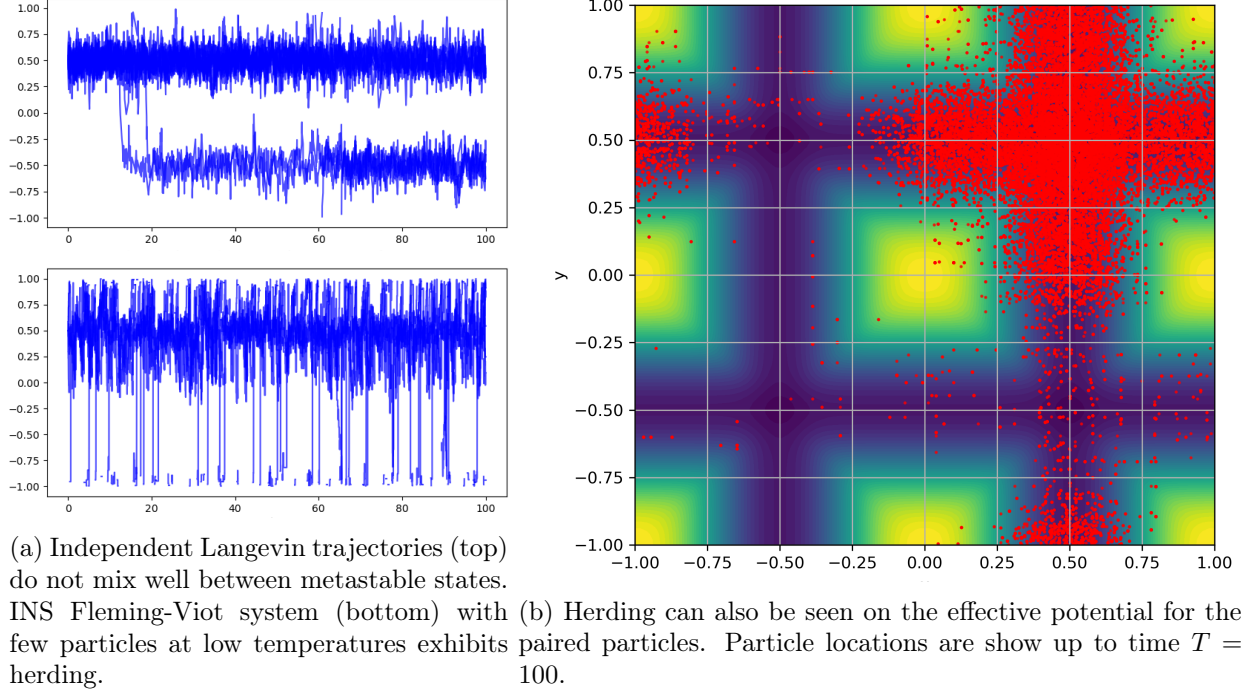 1.00
0.75
0.50
0.25
0.00
−0.25
−0.50
−0.75
−1.00
0 20 40 60 80 100
1.00
0.75
0.50
0.25
0.00
−0.25
−0.50
−0.75
−1.00
0 20 40 60 80 100
(a) Independent Langevin trajectories (top)
do not mix well between metastable states.
INS Fleming-Viot system (bottom) with
few particles at low temperatures exhibits
herding.
1.00
0.75
0.50
0.25
0.00
−0.25
−0.50
−0.75
−1.00
y
−1.00 −0.75 −0.50 −0.25 0.00 0.25 0.50 0.75 1.00
(b) Herding can also be seen on the effective potential for the
paired particles. Particle locations are show up to time T =
100.